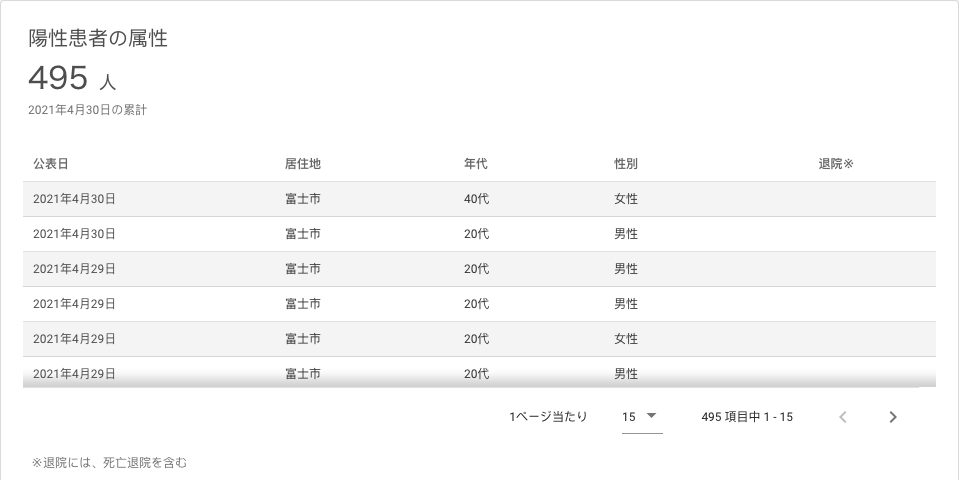 陽性患者の属性
495 人
2021年4月30日の累計
公表日 居住地 年代 性別 退院※
2021年4月30日 富士市 40代 女性
2021年4月30日 富士市 20代 男性
2021年4月29日 富士市 20代 男性
2021年4月29日 富士市 20代 男性
2021年4月29日 富士市 20代 女性
2021年4月29日 富士市 20代 男性
1ページ当たり 15 495 項目中 1 - 15
※退院には、死亡退院を含む